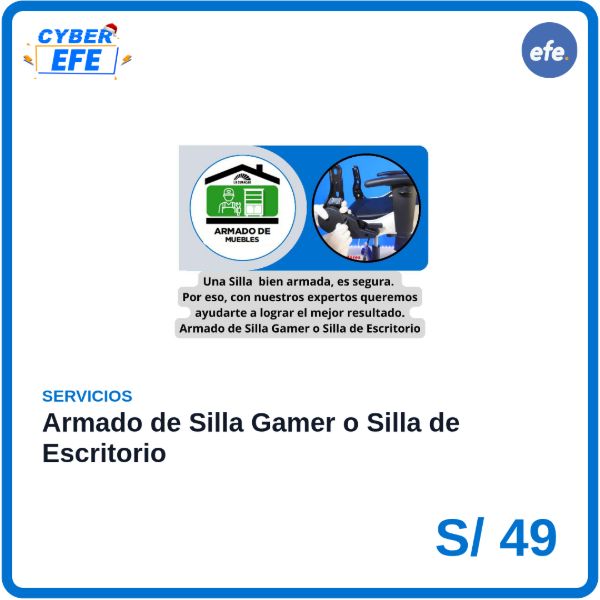 CYBER
EFE
efe.
LA CURACAO
ARMADO DE
MUEBLES
Una Silla bien armada, es segura.
Por eso, con nuestros expertos queremos
ayudarte a lograr el mejor resultado.
Armado de Silla Gamer o Silla de Escritorio
SERVICIOS
Armado de Silla Gamer o Silla de
Escritorio
S/ 49